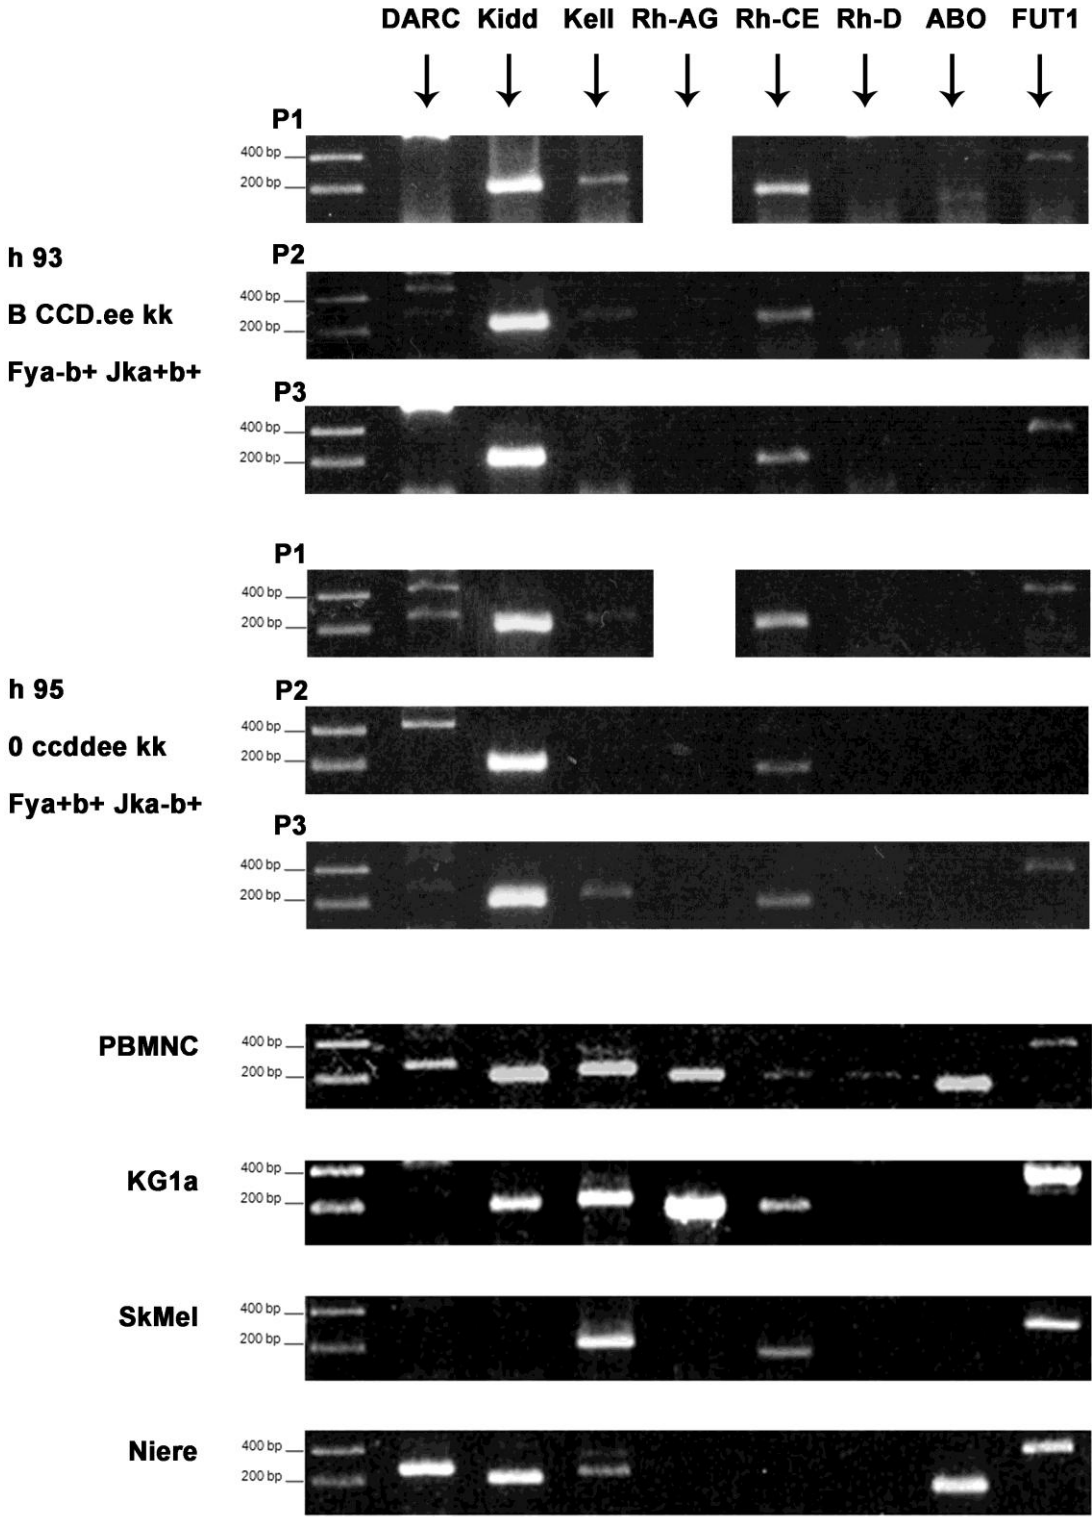 DARC Kidd Kell Rh-AG Rh-CE Rh-D ABO FUT1
P1
400 bp
200 bp
h 93
B CCD.ee kk
Fya-b+ Jka+b+
P2
400 bp
200 bp
P3
400 bp
200 bp
P1
400 bp
200 bp
h 95
0 ccddee kk
Fya+b+ Jka-b+
P2
400 bp
200 bp
P3
400 bp
200 bp
PBMNC
400 bp
200 bp
KG1a
400 bp
200 bp
SkMel
400 bp
200 bp
Niere
400 bp
200 bp